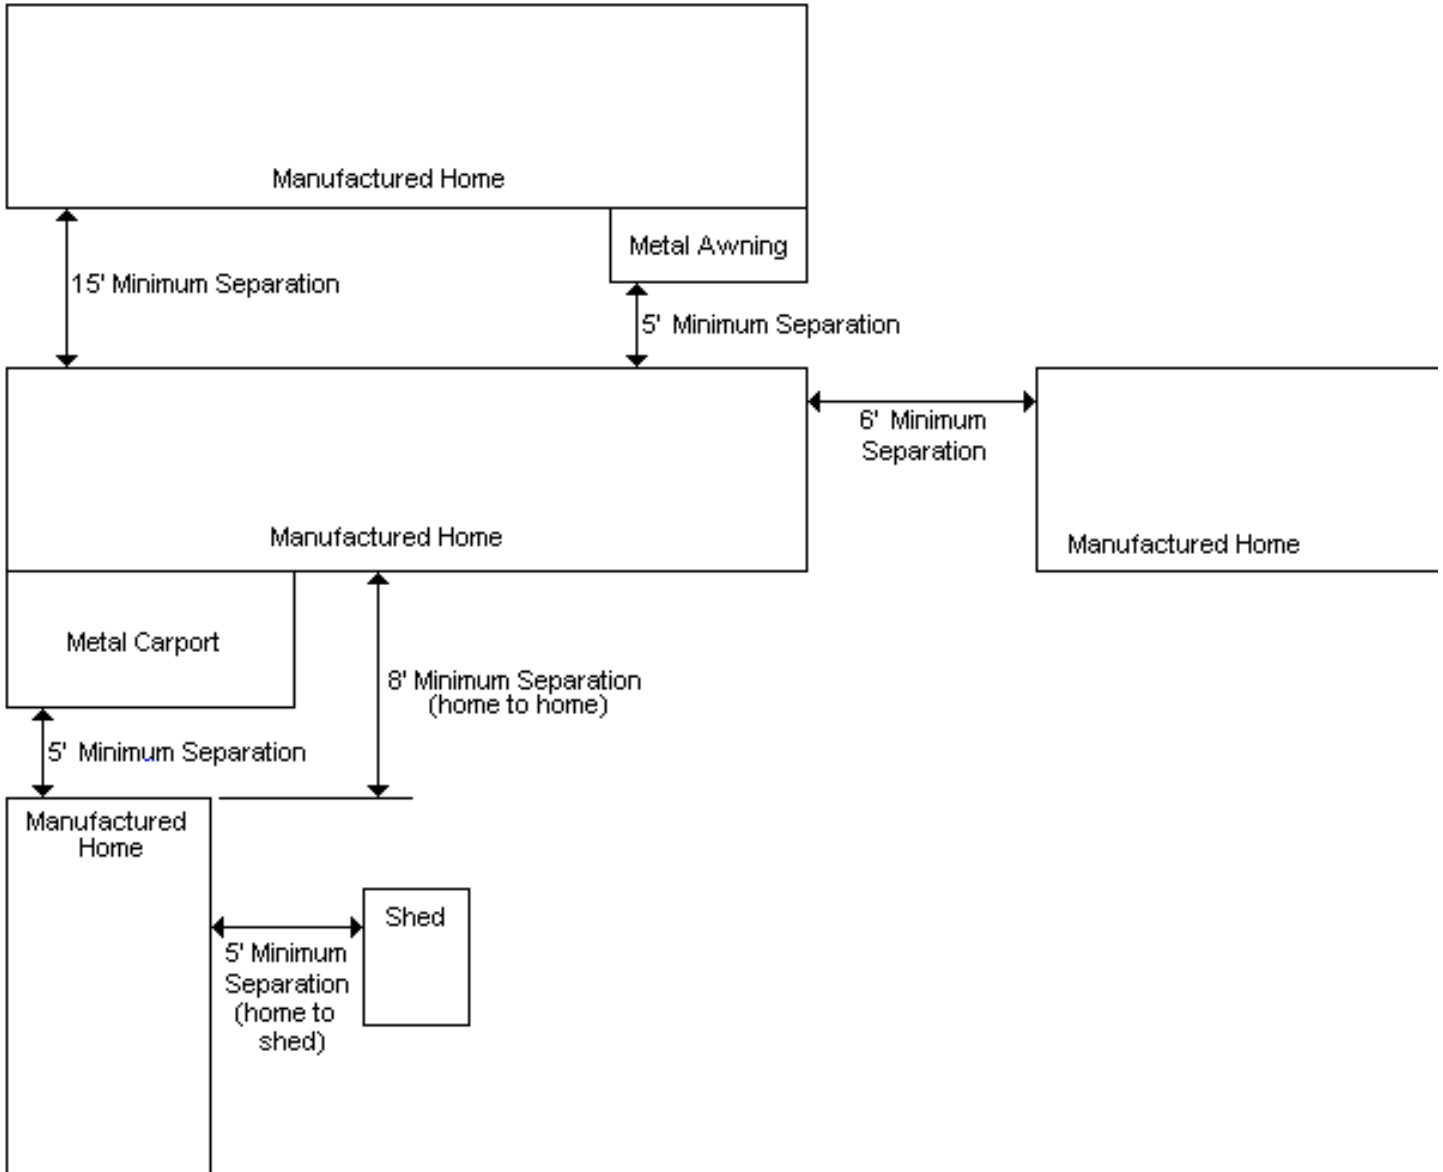 Manufactured Home
Metal Awning
15' Minimum Separation
5' Minimum Separation
6' Minimum
Separation
Manufactured Home
Manufactured Home
Metal Carport
8' Minimum Separation
(home to home)
5' Minimum Separation
Manufactured
Home
Shed
5' Minimum
Separation
(home to
shed)